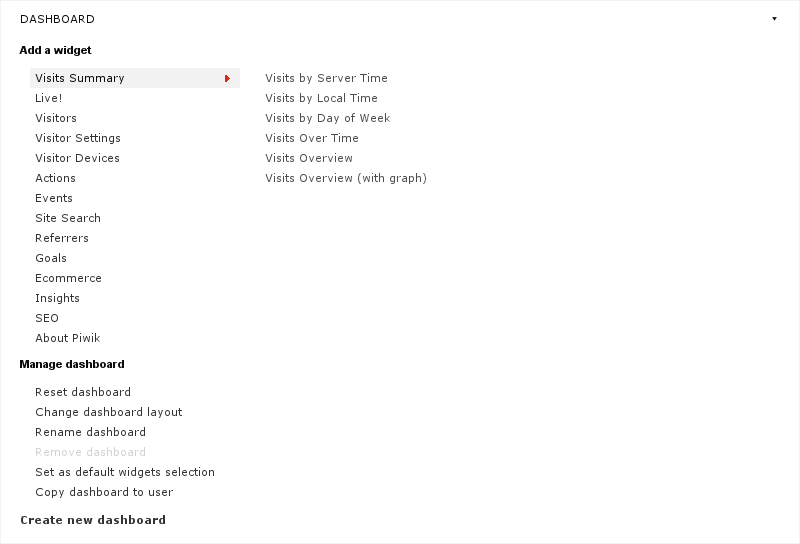 DASHBOARD
Add a widget
Visits Summary
Live!
Visitors
Visitor Settings
Visitor Devices
Actions
Events
Site Search
Referrers
Goals
Ecommerce
Insights
SEO
About Piwik
Visits by Server Time
Visits by Local Time
Visits by Day of Week
Visits Over Time
Visits Overview
Visits Overview (with graph)
Manage dashboard
Reset dashboard
Change dashboard layout
Rename dashboard
Remove dashboard
Set as default widgets selection
Copy dashboard to user
Create new dashboard